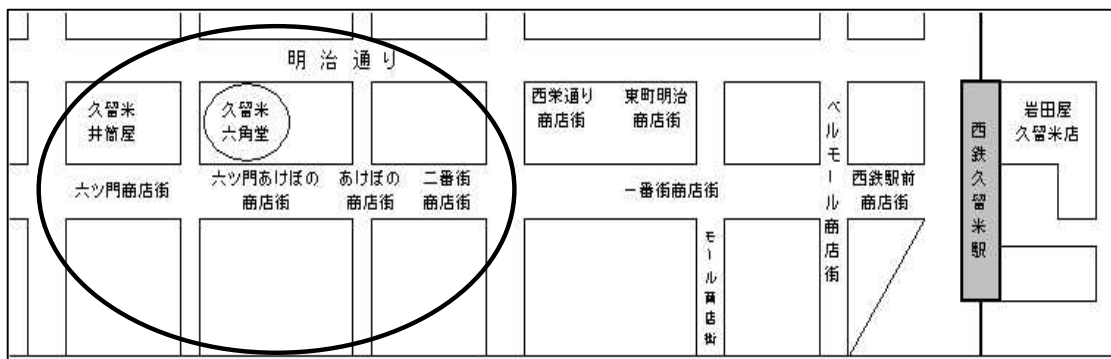 明治通り
久留米
井筒屋
久留米
六角堂
西栄通り
商店街
東町明治
商店街
ベルモール商店街
西鉄久留米駅
岩田屋
久留米店
六ツ門商店街
六ツ門あけぼの
商店街
あけぼの
商店街
二番街
商店街
一番街商店街
西鉄駅前
商店街
モール商店街